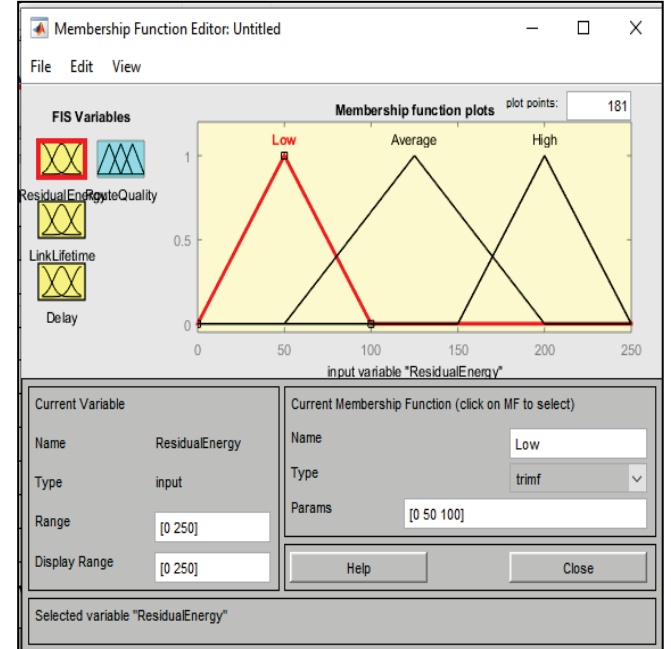 Membership Function Editor: Untitled
File Edit View
FIS Variables
Membership function plots
plot points:
181
ResidualEnergy
RouteQuality
LinkLifetime
Delay
Low
Average
High
1
0.5
0
0 50 100 150 200 250
input variable "ResidualEnergy"
Current Variable
Name ResidualEnergy
Type input
Range [0 250]
Display Range [0 250]
Current Membership Function (click on MF to select)
Name Low
Type trimf
Params [0 50 100]
Help Close
Selected variable "ResidualEnergy"